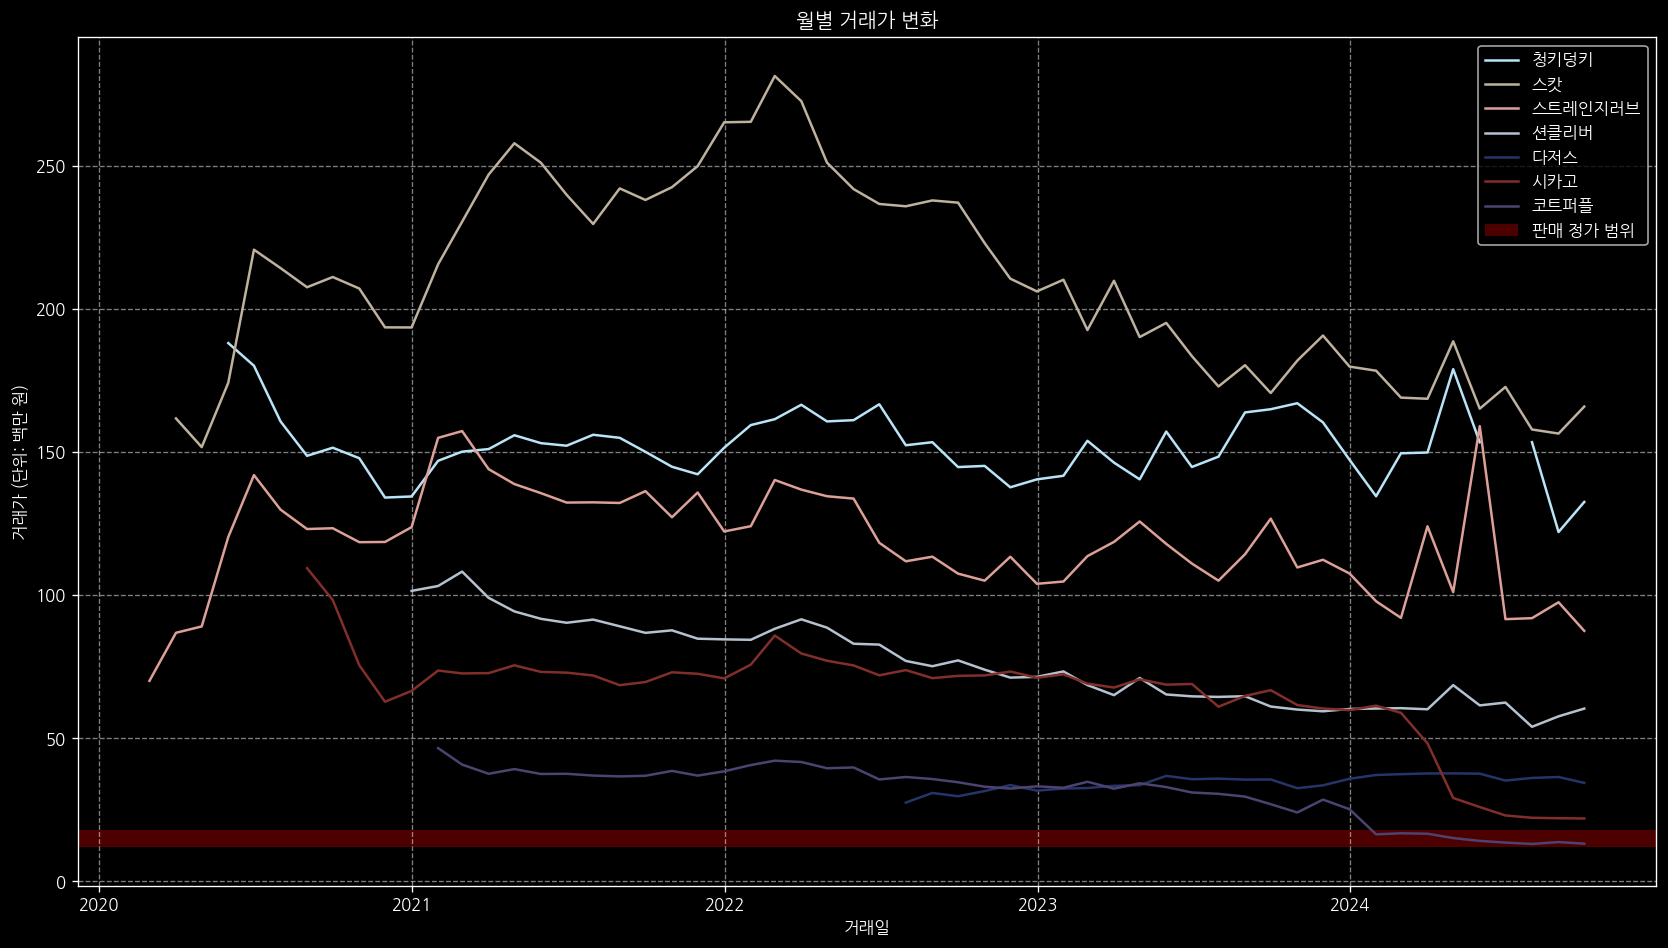 월별 거래가 변화
청키덩키
스캇
스트레인지러브
션클리버
다저스
시카고
코트퍼플
판매 정가 범위
거래가 (단위: 백만 원)
250
200
150
100
50
0
2020
2021
2022
2023
2024
거래일